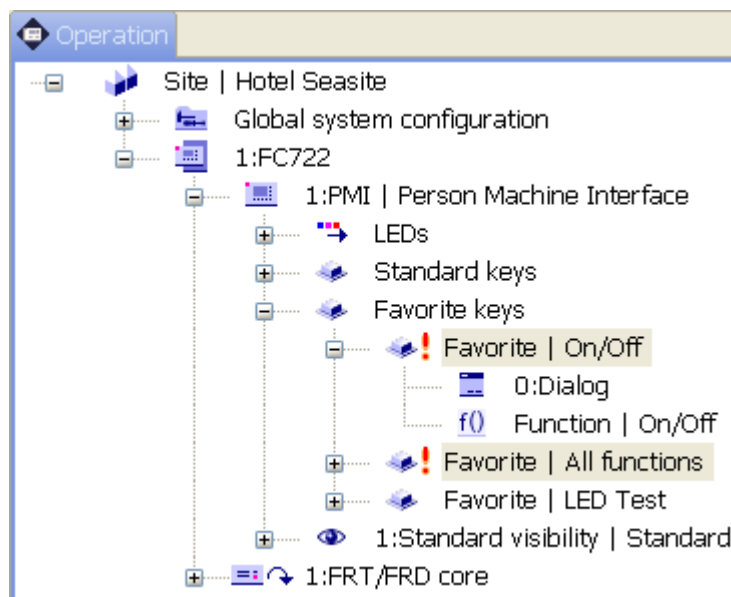 Operation
Site | Hotel Seasite
Global system configuration
1:FC722
1:PMI | Person Machine Interface
LEDs
Standard keys
Favorite keys
Favorite | On/Off
0:Dialog
f() Function | On/Off
Favorite | All functions
Favorite | LED Test
1:Standard visibility | Standard
1:FRT/FRD core